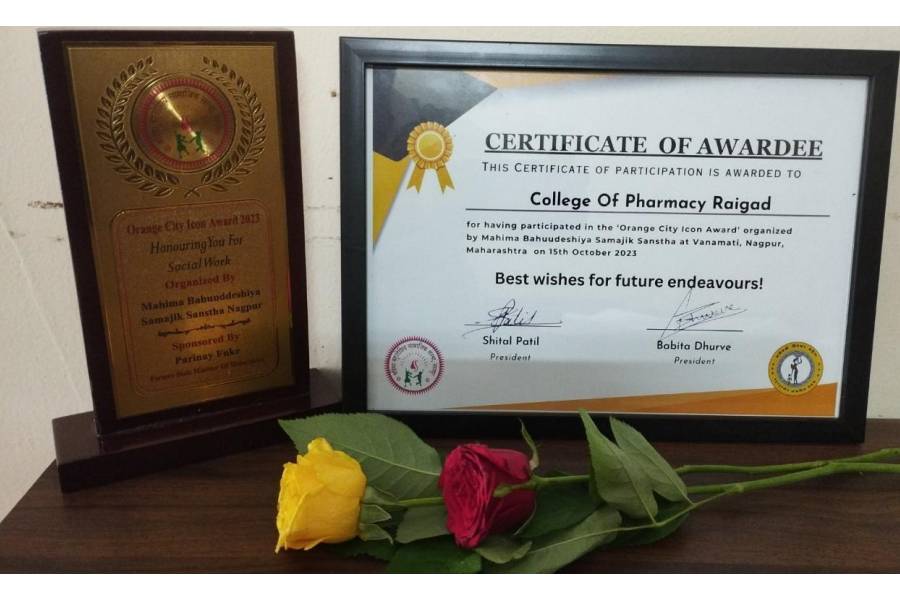 Orange City Icon Award 2023
Honouring You For
Social Work
Organized By
Mahima Bahuuddeshiya
Samajik Sanstha Nagpur
Sponsored By
Parinay Fuke
CERTIFICATE OF AWARDEE
THIS CERTIFICATE OF PARTICIPATION IS AWARDED TO
College Of Pharmacy Raigad
for having participated in the 'Orange City Icon Award' organized
by Mahima Bahuudeshiya Samajik Sanstha at Vanamati, Nagpur,
Maharashtra on 15th October 2023
Best wishes for future endeavours!
Shital Patil
President
Babita Dhurve
President